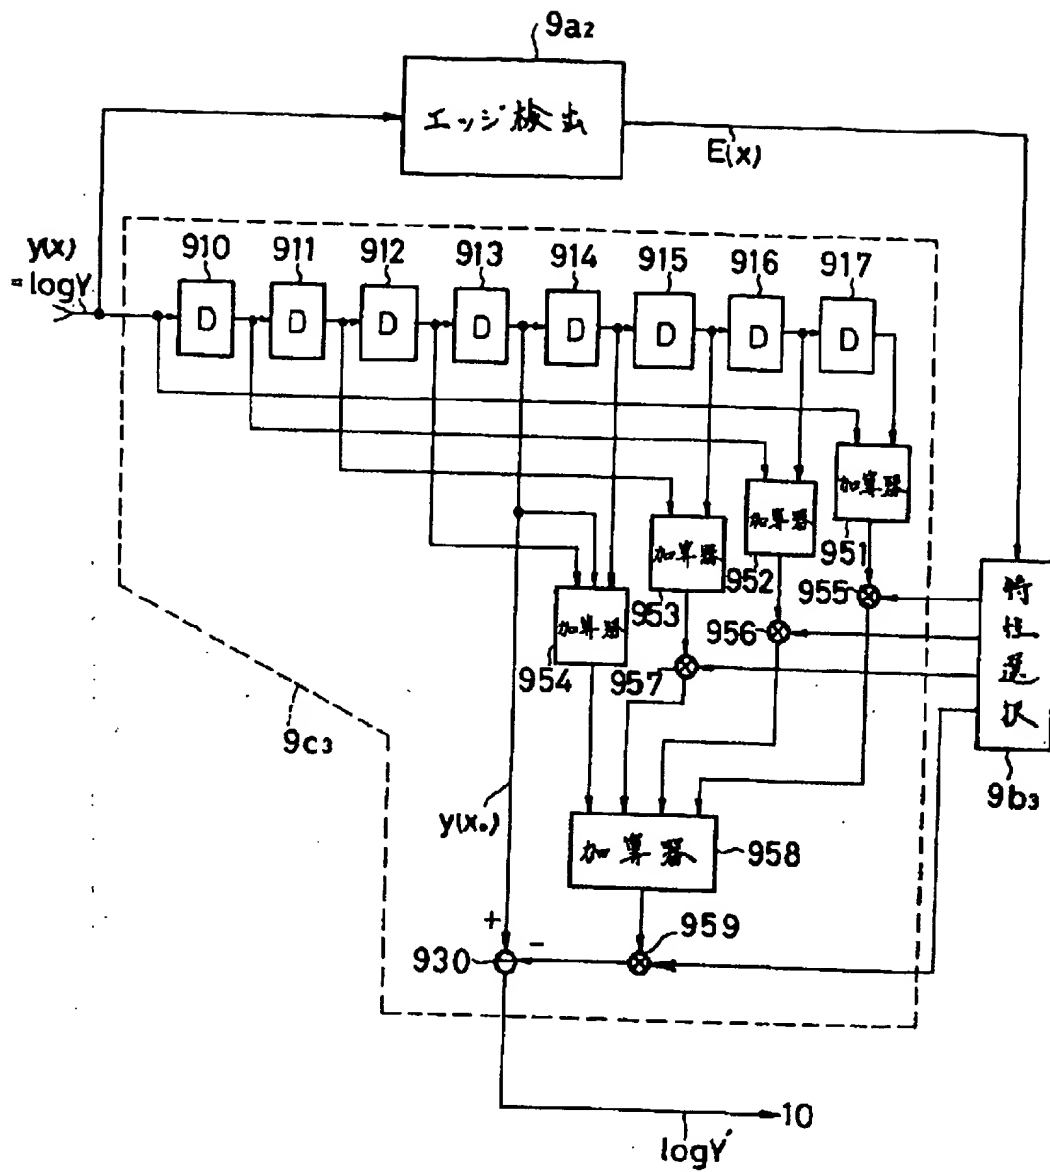 9a2
エッジ検出
E(x)
y(x)
=logY
910
911
912
913
914
915
916
917
D
D
D
D
D
D
D
D
加算器
951
加算器
952
加算器
953
加算器
954
955
956
957
特性選択
9b3
9c3
y(x₀)
加算器
958
+
-
930
959
10
logY'